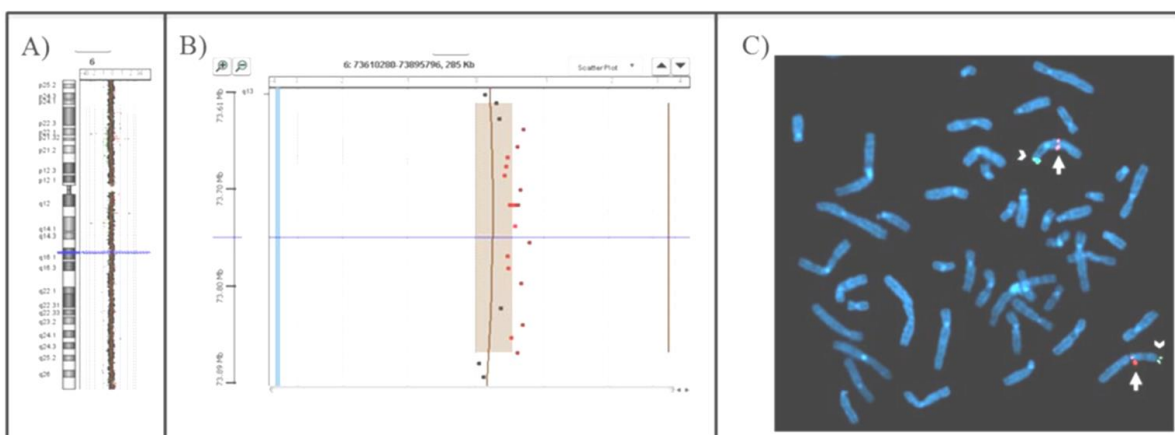 A)
6
p25.2
p22.3
p21.2
p12.3
p12.1
q12
q14.1
q14.3
q16.1
q16.3
q22.1
q22.31
q22.33
q23.2
q24.1
q24.3
q25.2
q26
B)
6: 73610280-73895796, 285 Kb
Scatter Plot
q13
73.61 Mb
73.70 Mb
73.80 Mb
73.89 Mb
C)